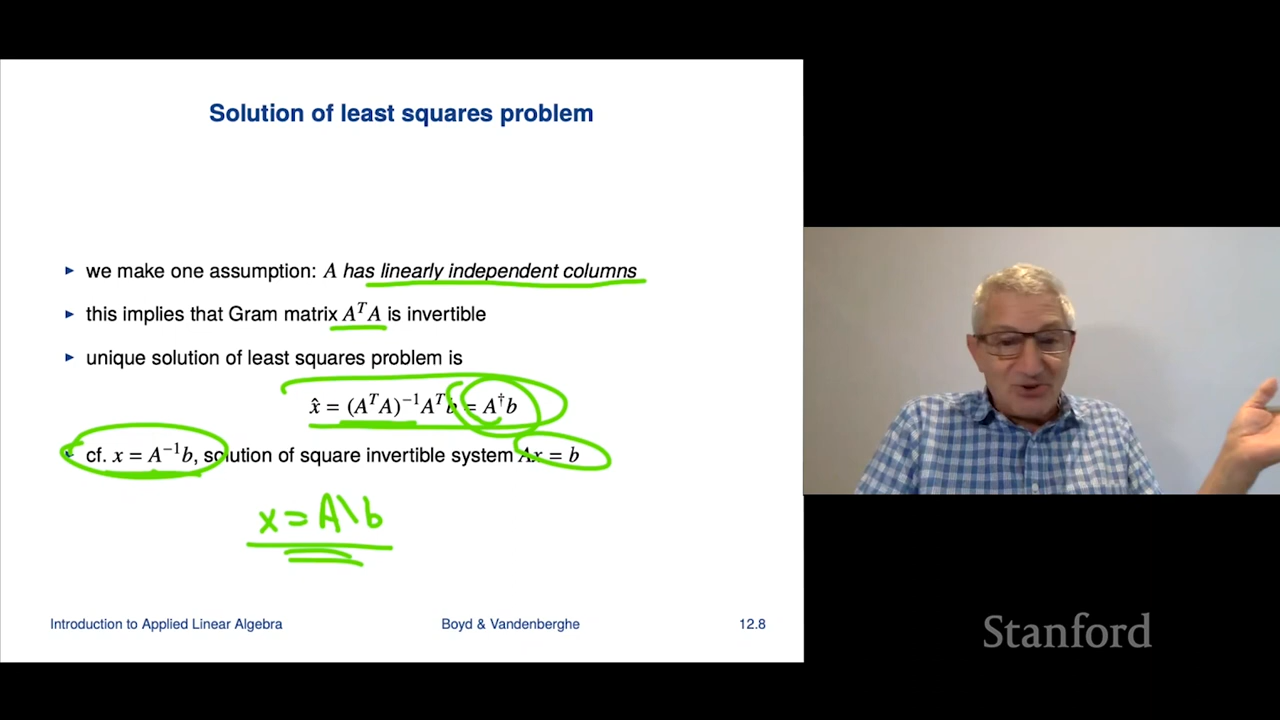 Solution of least squares problem
▶ we make one assumption: A has linearly independent columns
▶ this implies that Gram matrix AᵀA is invertible
▶ unique solution of least squares problem is
x̂ = (AᵀA)⁻¹Aᵀb = A†b
▶ cf. x = A⁻¹b, solution of square invertible system Ax = b
x = A\b
Introduction to Applied Linear Algebra Boyd & Vandenberghe 12.8
Stanford